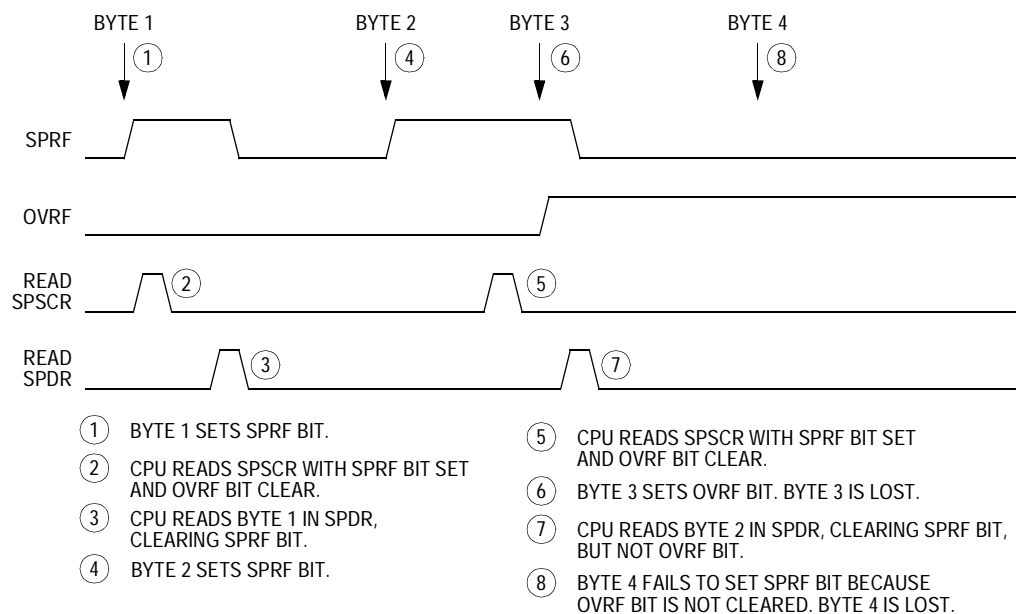 BYTE 1 BYTE 2 BYTE 3 BYTE 4
1 4 6 8
SPRF
OVRF
READ
SPSCR
2 5
READ
SPDR
3 7
1 BYTE 1 SETS SPRF BIT.
2 CPU READS SPSCR WITH SPRF BIT SET
AND OVRF BIT CLEAR.
3 CPU READS BYTE 1 IN SPDR,
CLEARING SPRF BIT.
4 BYTE 2 SETS SPRF BIT.
5 CPU READS SPSCR WITH SPRF BIT SET
AND OVRF BIT CLEAR.
6 BYTE 3 SETS OVRF BIT. BYTE 3 IS LOST.
7 CPU READS BYTE 2 IN SPDR, CLEARING SPRF BIT,
BUT NOT OVRF BIT.
8 BYTE 4 FAILS TO SET SPRF BIT BECAUSE
OVRF BIT IS NOT CLEARED. BYTE 4 IS LOST.